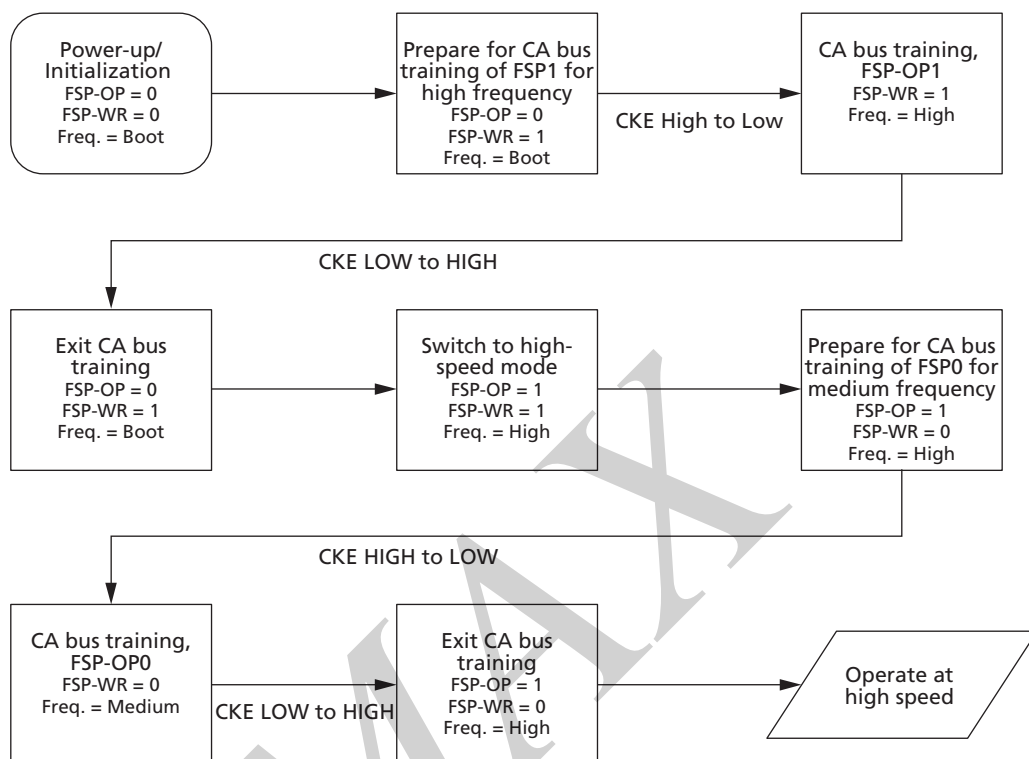 Power-up/
Initialization
FSP-OP = 0
FSP-WR = 0
Freq. = Boot
Prepare for CA bus
training of FSP1 for
high frequency
FSP-OP = 0
FSP-WR = 1
Freq. = Boot
CKE High to Low
CA bus training,
FSP-OP1
FSP-WR = 1
Freq. = High
CKE LOW to HIGH
Exit CA bus
training
FSP-OP = 0
FSP-WR = 1
Freq. = Boot
Switch to high-
speed mode
FSP-OP = 1
FSP-WR = 1
Freq. = High
Prepare for CA bus
training of FSP0 for
medium frequency
FSP-OP = 1
FSP-WR = 0
Freq. = High
CKE HIGH to LOW
CA bus training,
FSP-OP0
FSP-WR = 0
Freq. = Medium
CKE LOW to HIGH
Exit CA bus
training
FSP-OP = 1
FSP-WR = 0
Freq. = High
Operate at
high speed
MAX